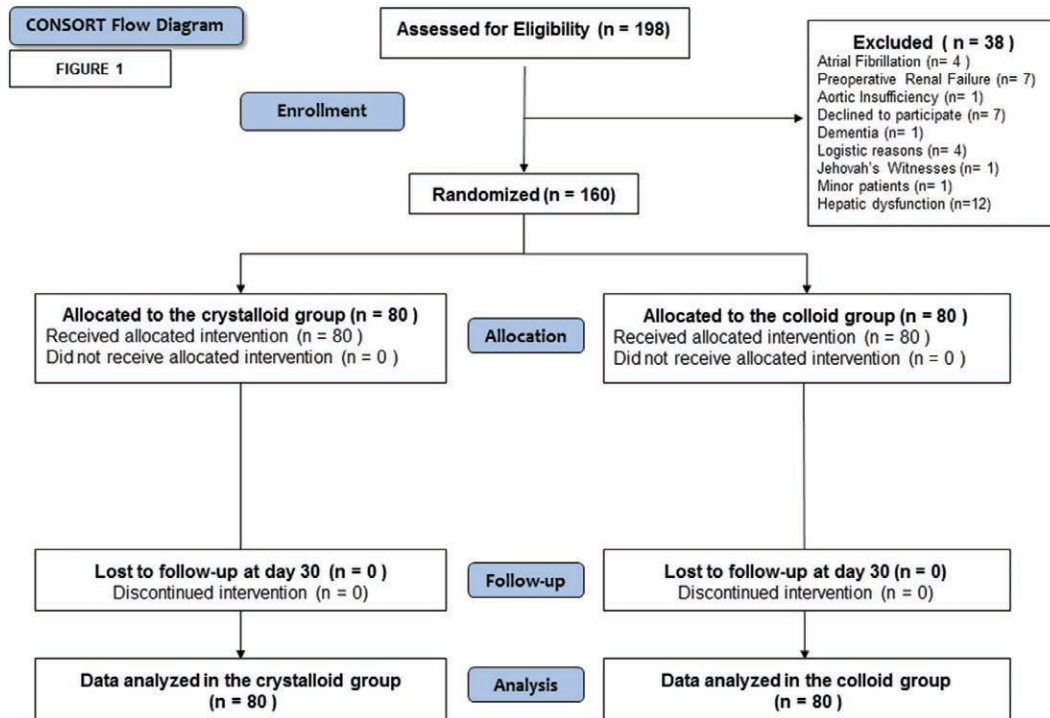 CONSORT Flow Diagram
FIGURE 1
Assessed for Eligibility (n = 198)
Excluded ( n = 38 )
Atrial Fibrillation (n= 4 )
Preoperative Renal Failure (n= 7)
Aortic Insufficiency (n= 1)
Declined to participate (n= 7)
Dementia (n= 1)
Logistic reasons (n= 4)
Jehovah's Witnesses (n= 1)
Minor patients (n= 1)
Hepatic dysfunction (n=12)
Enrollment
Randomized (n = 160)
Allocated to the crystalloid group (n = 80 )
Received allocated intervention (n = 80 )
Did not receive allocated intervention (n = 0 )
Allocation
Allocated to the colloid group (n = 80 )
Received allocated intervention (n = 80 )
Did not receive allocated intervention (n = 0 )
Lost to follow-up at day 30 (n = 0 )
Discontinued intervention (n = 0)
Follow-up
Lost to follow-up at day 30 (n = 0)
Discontinued intervention (n = 0)
Data analyzed in the crystalloid group
(n = 80 )
Analysis
Data analyzed in the colloid group
(n = 80 )